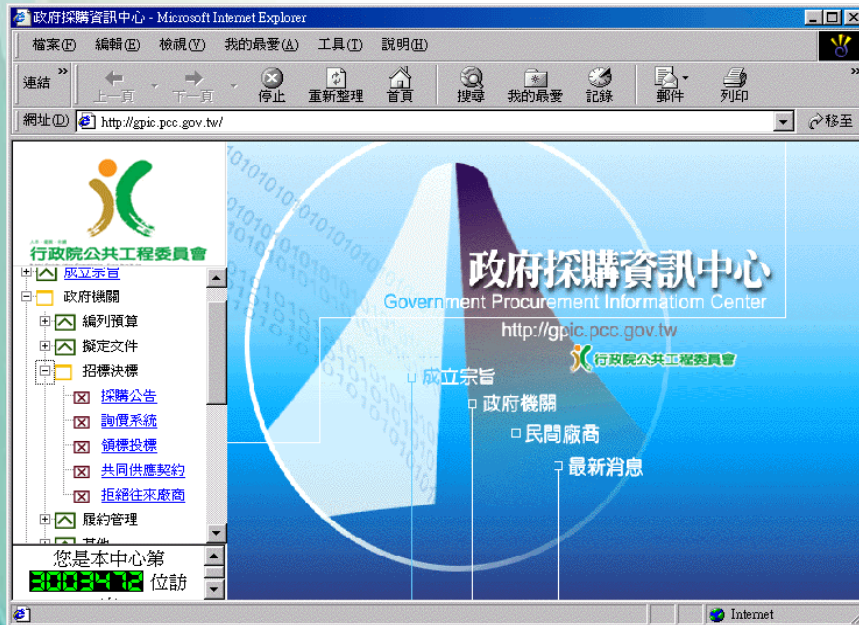 政府採購資訊中心 - Microsoft Internet Explorer
檔案(F) 編輯(E) 檢視(V) 我的最愛(A) 工具(T) 說明(H)
連結 » 上一頁 下一頁 停止 重新整理 首頁 搜尋 我的最愛 記錄 郵件 列印 »
網址(D) http://gpic.pcc.gov.tw/ 移至
行政院公共工程委員會
成立宗旨
政府機關
編列預算
擬定文件
招標決標
採購公告
詢價系統
領標投標
共同供應契約
拒絕往來廠商
履約管理
其他
您是本中心第
3003472 位訪
政府採購資訊中心
Government Procurement Informatiom Center
http://gpic.pcc.gov.tw
行政院公共工程委員會
成立宗旨
政府機關
民間廠商
最新消息
Internet